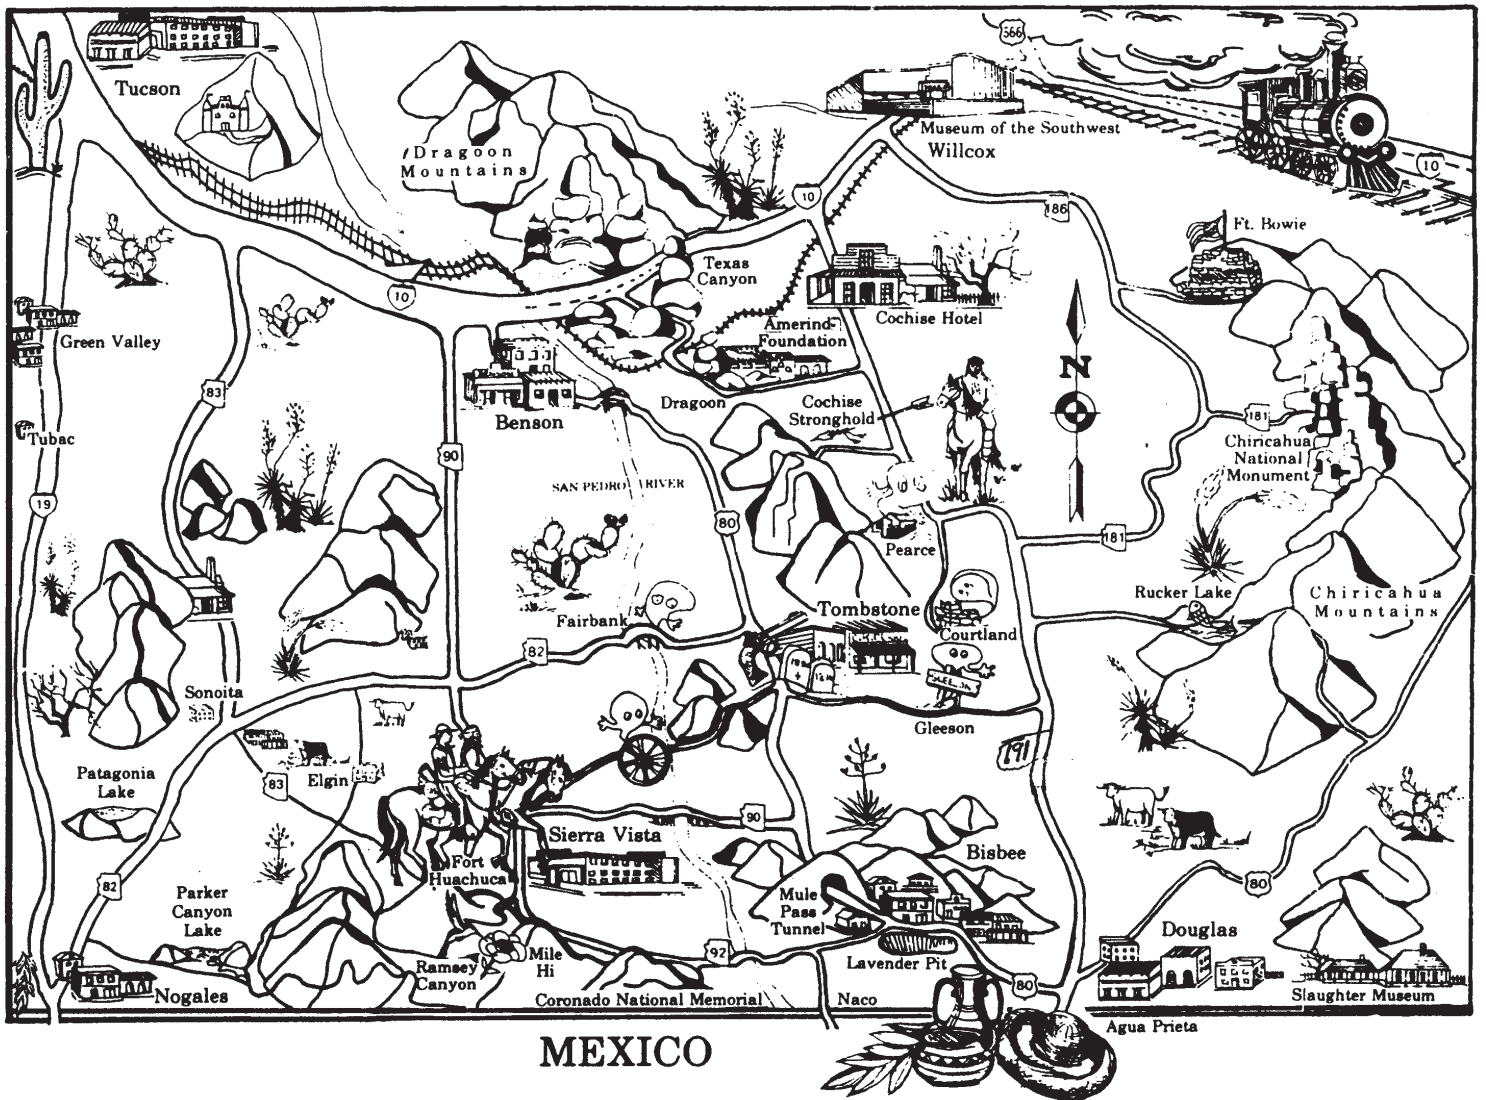 Tucson
666
Dragoon
Mountains
Museum of the Southwest
Willcox
10
10
186
Ft. Bowie
Texas
Canyon
10
Cochise Hotel
Green Valley
Amerind
Foundation
N
83
Dragoon
Cochise
Stronghold
Benson
181
Tubac
Chiricahua
National
Monument
90
SAN PEDRO RIVER
19
80
181
Pearce
Rucker Lake
Chiricahua
Mountains
Tombstone
Fairbank
Courtland
82
Sonoita
Gleeson
191
Patagonia
Lake
Elgin
83
90
Sierra Vista
Bisbee
Fort
Huachuca
82
80
Parker
Canyon
Lake
Mule
Pass
Tunnel
Douglas
Mile
Hi
92
Ramsey
Canyon
Lavender Pit
80
Nogales
Coronado National Memorial
Naco
Slaughter Museum
Agua Prieta
MEXICO